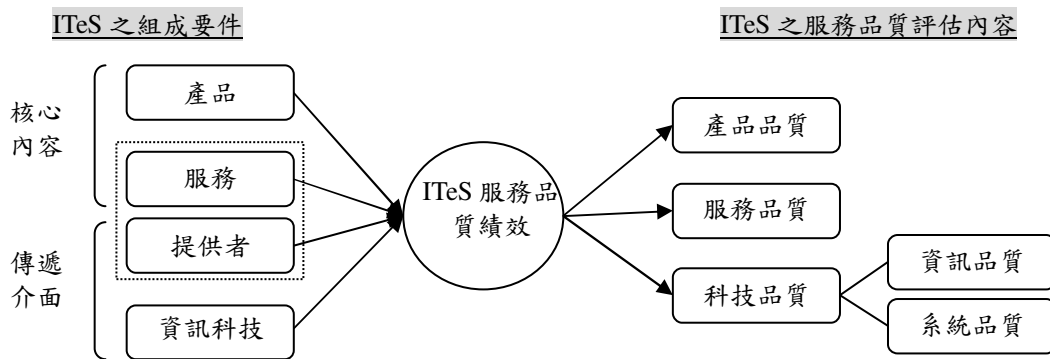 ITeS 之組成要件
ITeS 之服務品質評估內容
核心
內容
產品
服務
傳遞
介面
提供者
資訊科技
ITeS 服務品
質績效
產品品質
服務品質
科技品質
資訊品質
系統品質